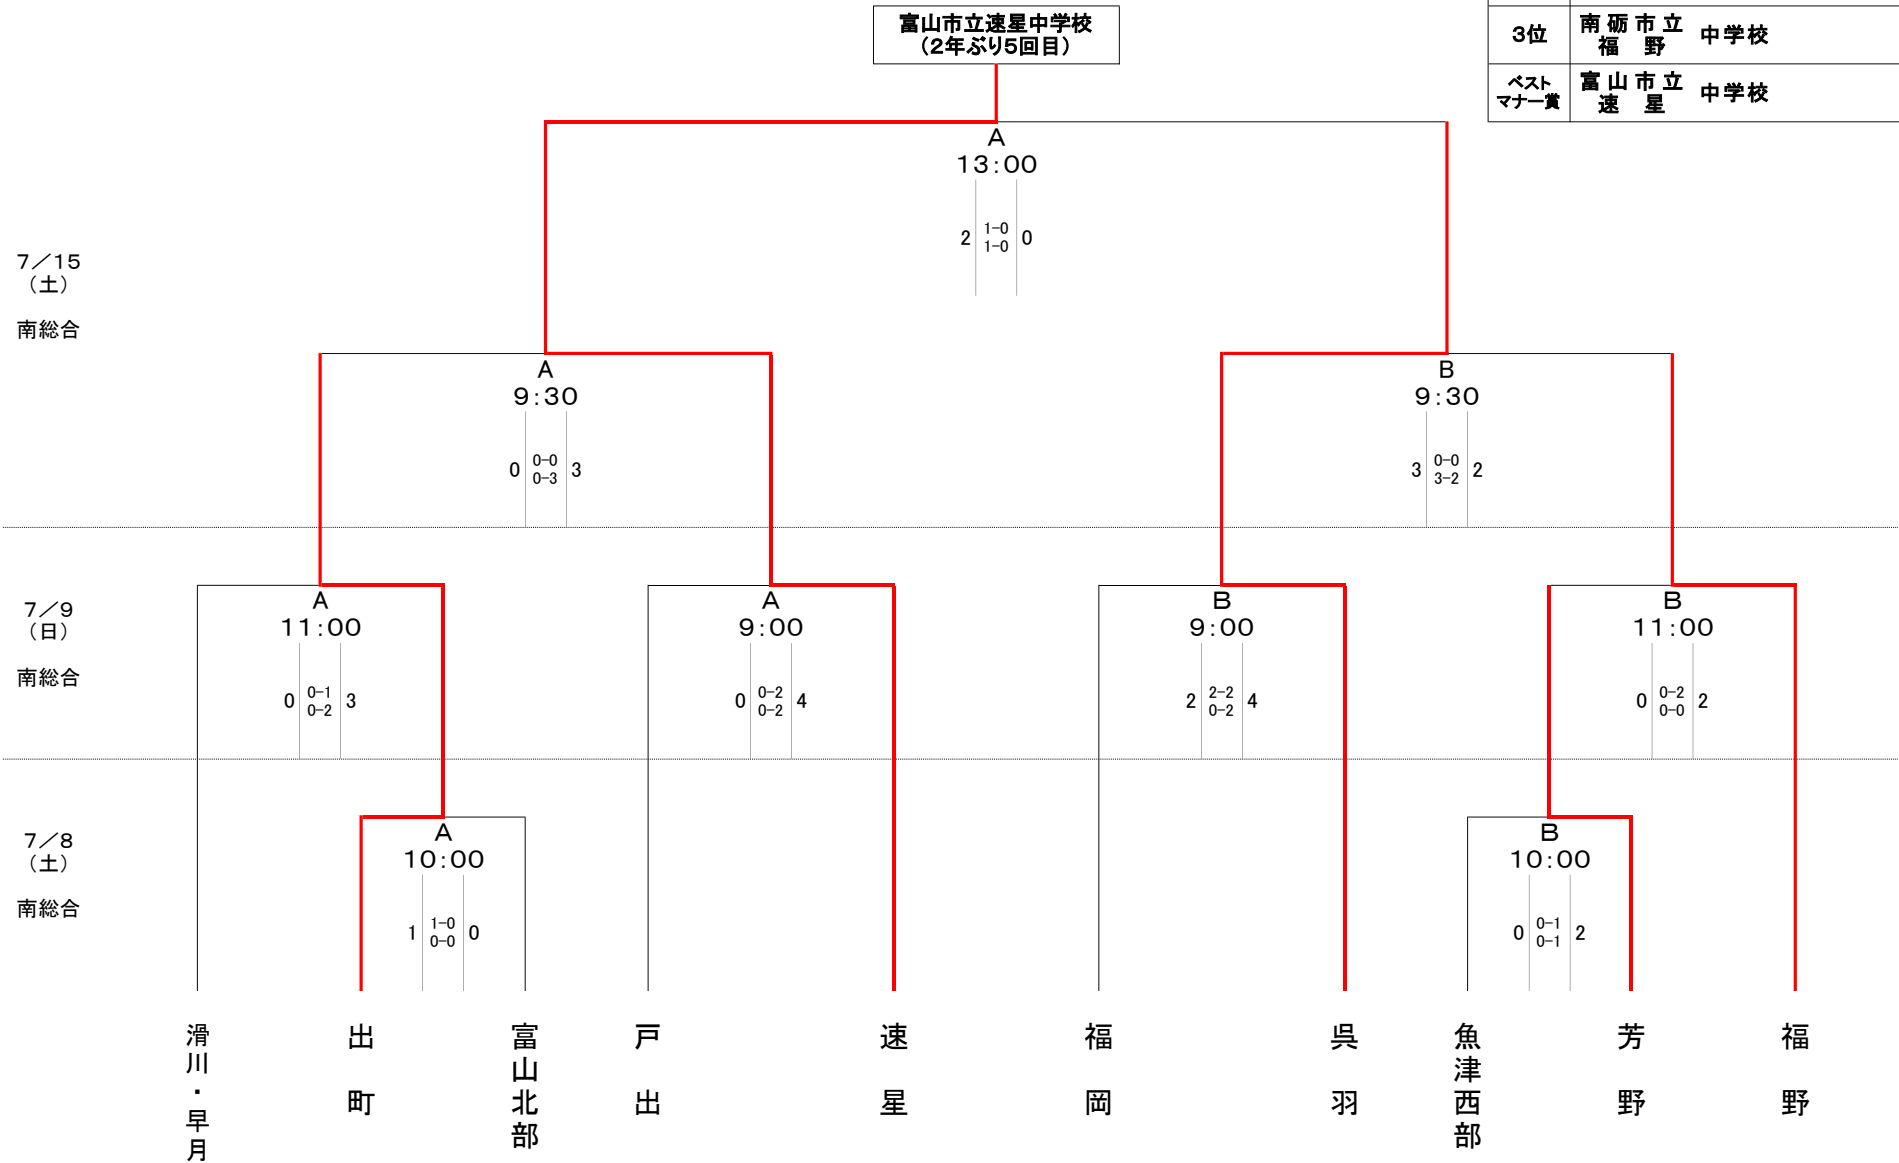 富山市立速星中学校
（2年ぶり5回目）
3位
南砺市立
福野
中学校
ベスト
マナー賞
富山市立
速星
中学校
A
13:00
2
1-0
1-0
0
7／15
（土）
南総合
A
9:30
0
0-0
0-3
3
B
9:30
3
0-0
3-2
2
7／9
（日）
南総合
A
11:00
0
0-1
0-2
3
A
9:00
0
0-2
0-2
4
B
9:00
2
2-2
0-2
4
B
11:00
0
0-2
0-0
2
7／8
（土）
南総合
A
10:00
1
1-0
0-0
0
B
10:00
0
0-1
0-1
2
滑川・早月
出町
富山北部
戸出
速星
福岡
呉羽
魚津西部
芳野
福野